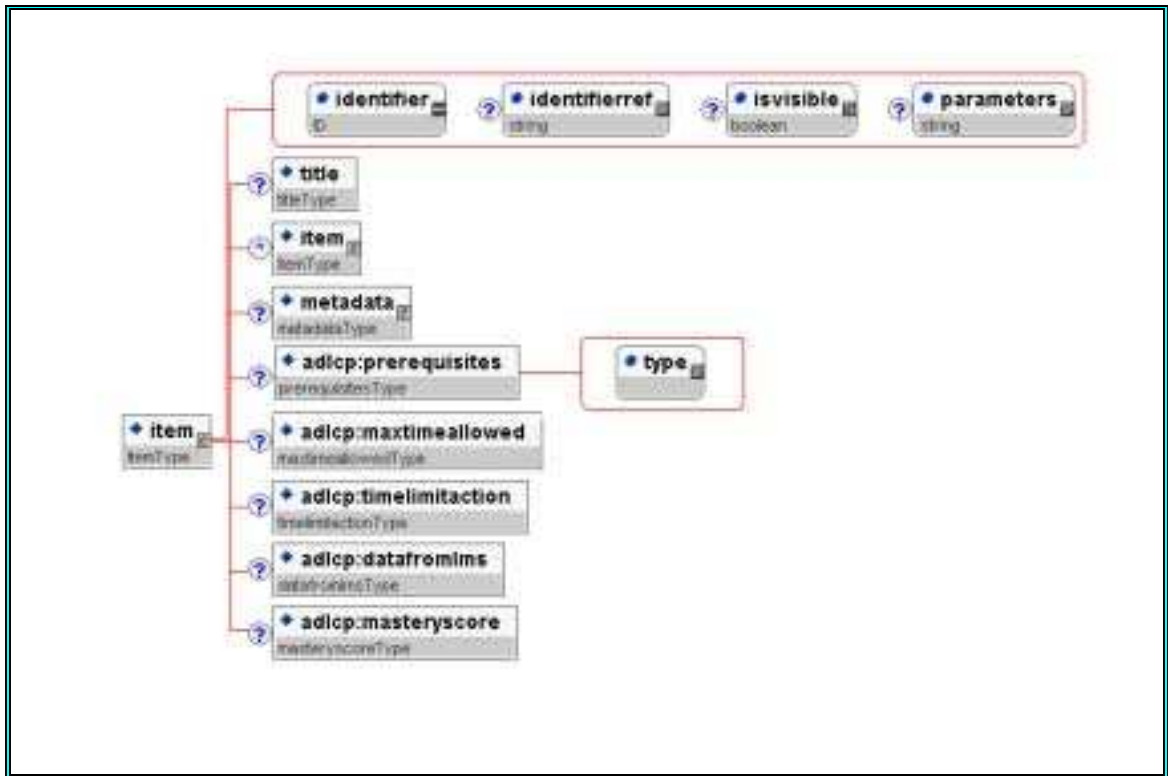 identifier
ID
? identifierref
string
? isvisible
boolean
? parameters
string
? title
titleType
* item
itemType
? metadata
metadataType
? adlcp:prerequisites
prerequisitesType
type
item
itemType
? adlcp:maxtimeallowed
maxtimeallowedType
? adlcp:timelimitaction
timelimitactionType
? adlcp:datafromlms
datafromlmsType
? adlcp:masteryscore
masteryscoreType